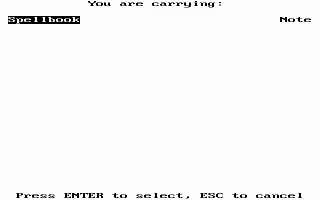 You are carrying:
Spellbook Note
Press ENTER to select, ESC to cancel